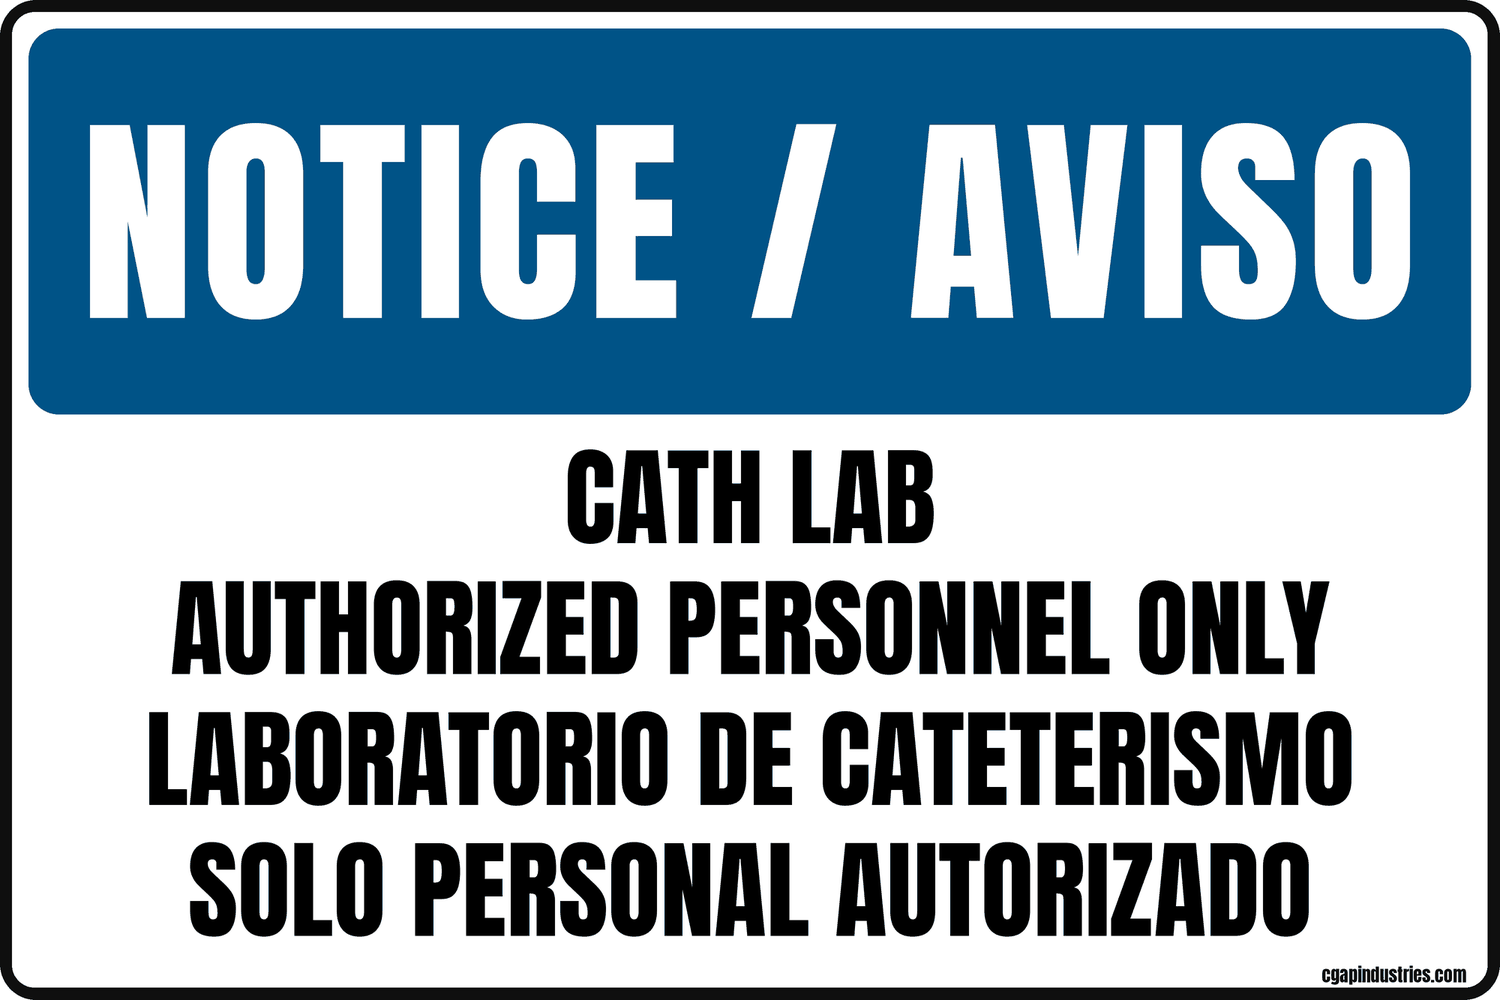 NOTICE / AVISO
CATH LAB
AUTHORIZED PERSONNEL ONLY
LABORATORIO DE CATETERISMO
SOLO PERSONAL AUTORIZADO
cgapindustries.com